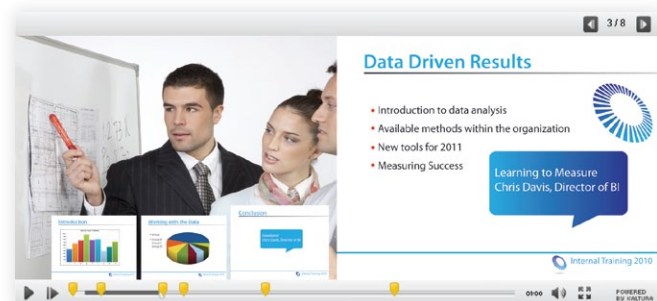 3/8
Data Driven Results
• Introduction to data analysis
• Available methods within the organization
• New tools for 2011
• Measuring Success
Learning to Measure
Chris Davis, Director of BI
Internal Training 2010
Introduction
Working with the Data
Conclusion
POWERED
BY KALTURA